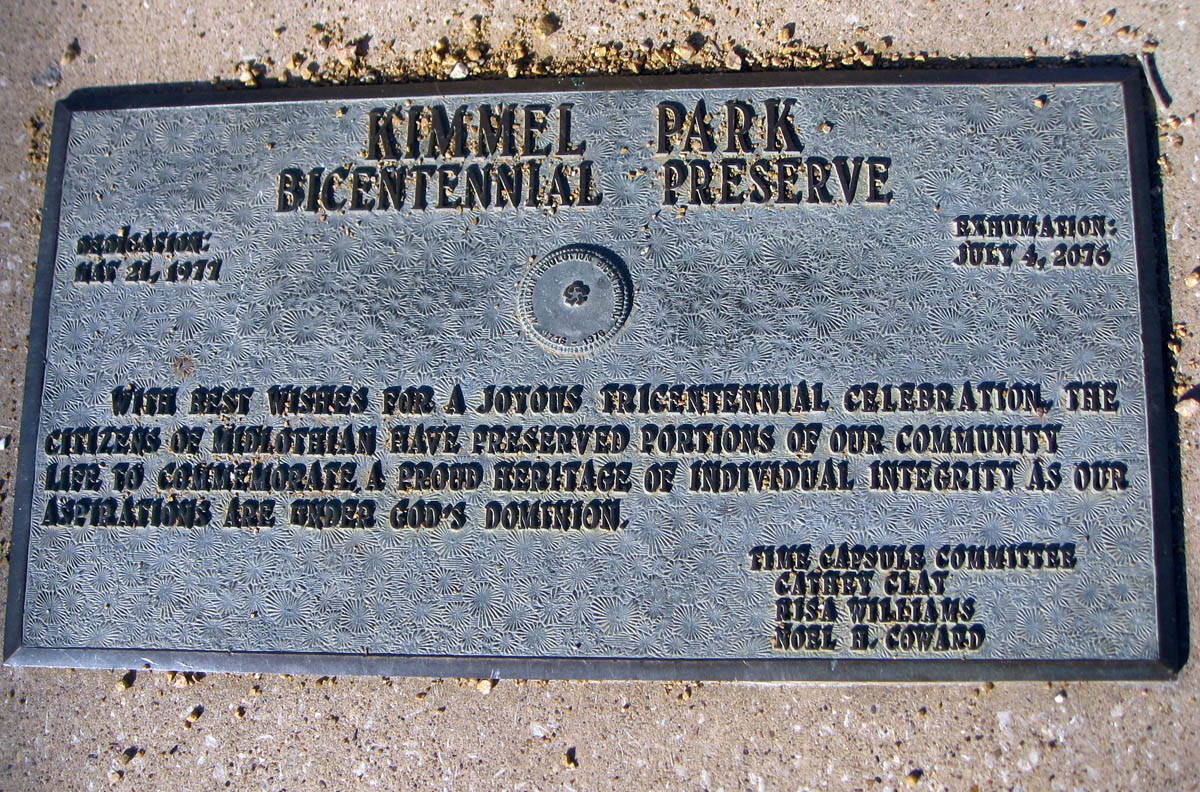 KIMMEL PARK
BICENTENNIAL PRESERVE
DEDICATION:
MAY 21, 1977
EXHUMATION:
JULY 4, 2076
WITH BEST WISHES FOR A JOYOUS TRICENTENNIAL CELEBRATION, THE
CITIZENS OF MIDLOTHIAN HAVE PRESERVED PORTIONS OF OUR COMMUNITY
LIFE TO COMMEMORATE A PROUD HERITAGE OF INDIVIDUAL INTEGRITY AS OUR
ASPIRATIONS ARE UNDER GOD'S DOMINION.
TIME CAPSULE COMMITTEE
CATHEY CLAY
RISA WILLIAMS
NOEL H. COWARD